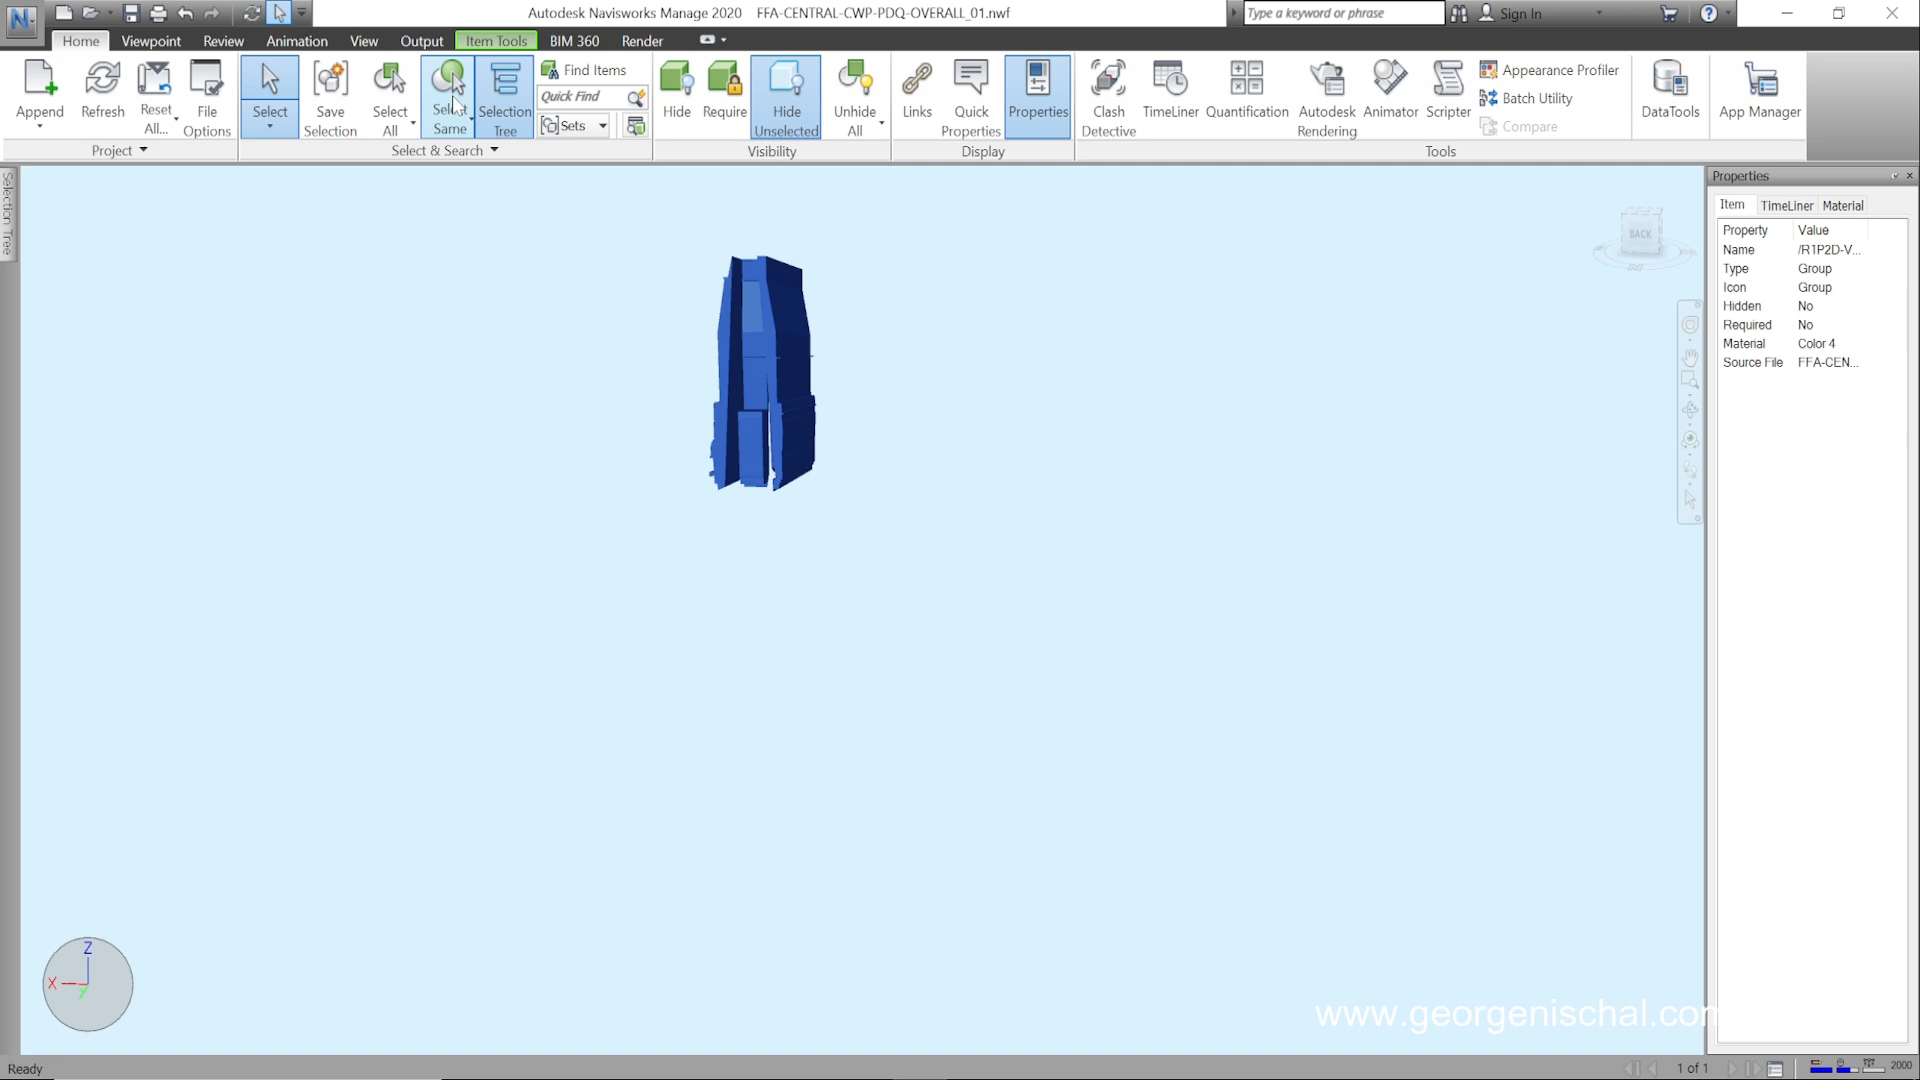 Autodesk Navisworks Manage 2020 FFA-CENTRAL-CWP-PDQ-OVERALL_01.nwf
Type a keyword or phrase
Sign In
Home Viewpoint Review Animation View Output Item Tools BIM 360 Render
Append
Refresh
Reset All...
File Options
Project
Select
Save Selection
Select All
Select Same
Selection Tree
Find Items
Quick Find
Sets
Select & Search
Hide
Require
Hide Unselected
Unhide All
Visibility
Links
Quick Properties
Properties
Display
Clash Detective
TimeLiner
Quantification
Autodesk Rendering
Animator
Scripter
Appearance Profiler
Batch Utility
Compare
Tools
DataTools
App Manager
Selection Tree
BACK
Properties
Item TimeLiner Material
Property Value
Name /R1P2D-V...
Type Group
Icon Group
Hidden No
Required No
Material Color 4
Source File FFA-CEN...
Z
X
Y
www.georgenischal.com
Ready
1 of 1
2000